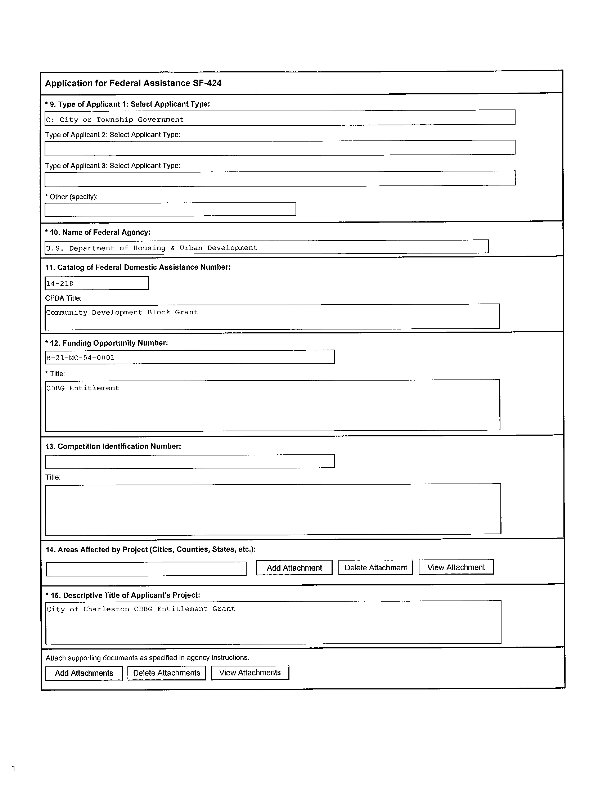 Application for Federal Assistance SF-424
* 9. Type of Applicant 1: Select Applicant Type:
C: City or Township Government
Type of Applicant 2: Select Applicant Type:
Type of Applicant 3: Select Applicant Type:
* Other (specify):
* 10. Name of Federal Agency:
U.S. Department of Housing & Urban Development
11. Catalog of Federal Domestic Assistance Number:
14-218
CFDA Title:
Community Development Block Grant
* 12. Funding Opportunity Number:
B-21-MC-54-0001
* Title:
CDBG Entitlement
13. Competition Identification Number:
Title:
14. Areas Affected by Project (Cities, Counties, States, etc.):
Add Attachment Delete Attachment View Attachment
* 15. Descriptive Title of Applicant's Project:
City of Charleston CDBG Entitlement Grant
Attach supporting documents as specified in agency instructions.
Add Attachments Delete Attachments View Attachments
1